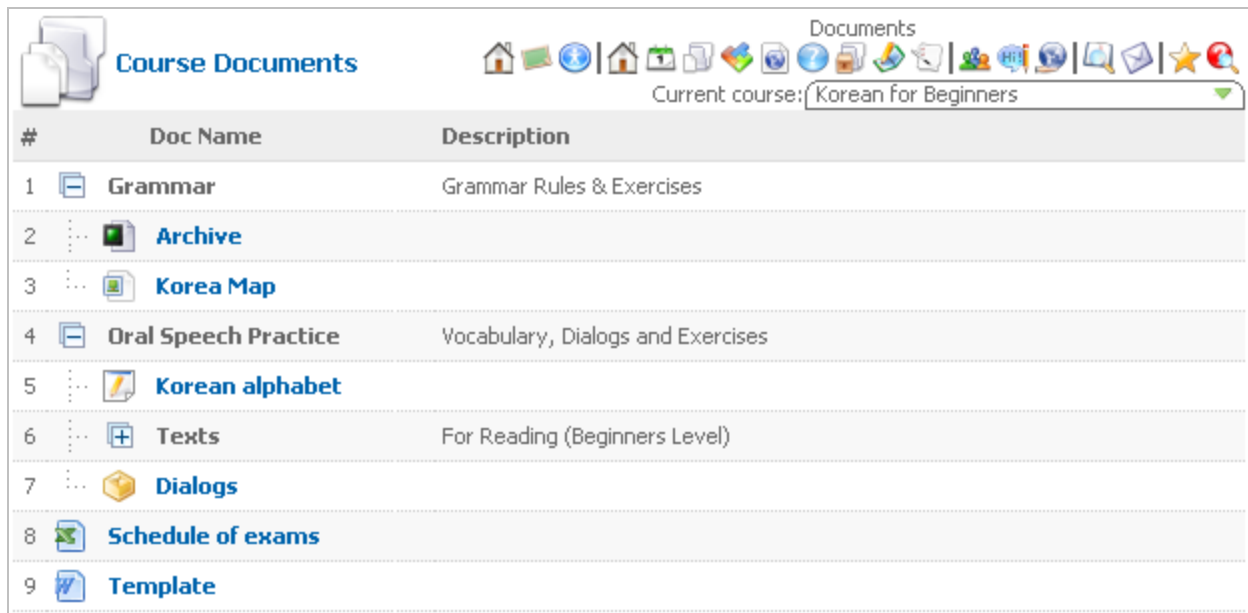 Documents
Course Documents
Current course: Korean for Beginners
# Doc Name Description
1 Grammar Grammar Rules & Exercises
2 Archive
3 Korea Map
4 Oral Speech Practice Vocabulary, Dialogs and Exercises
5 Korean alphabet
6 Texts For Reading (Beginners Level)
7 Dialogs
8 Schedule of exams
9 Template